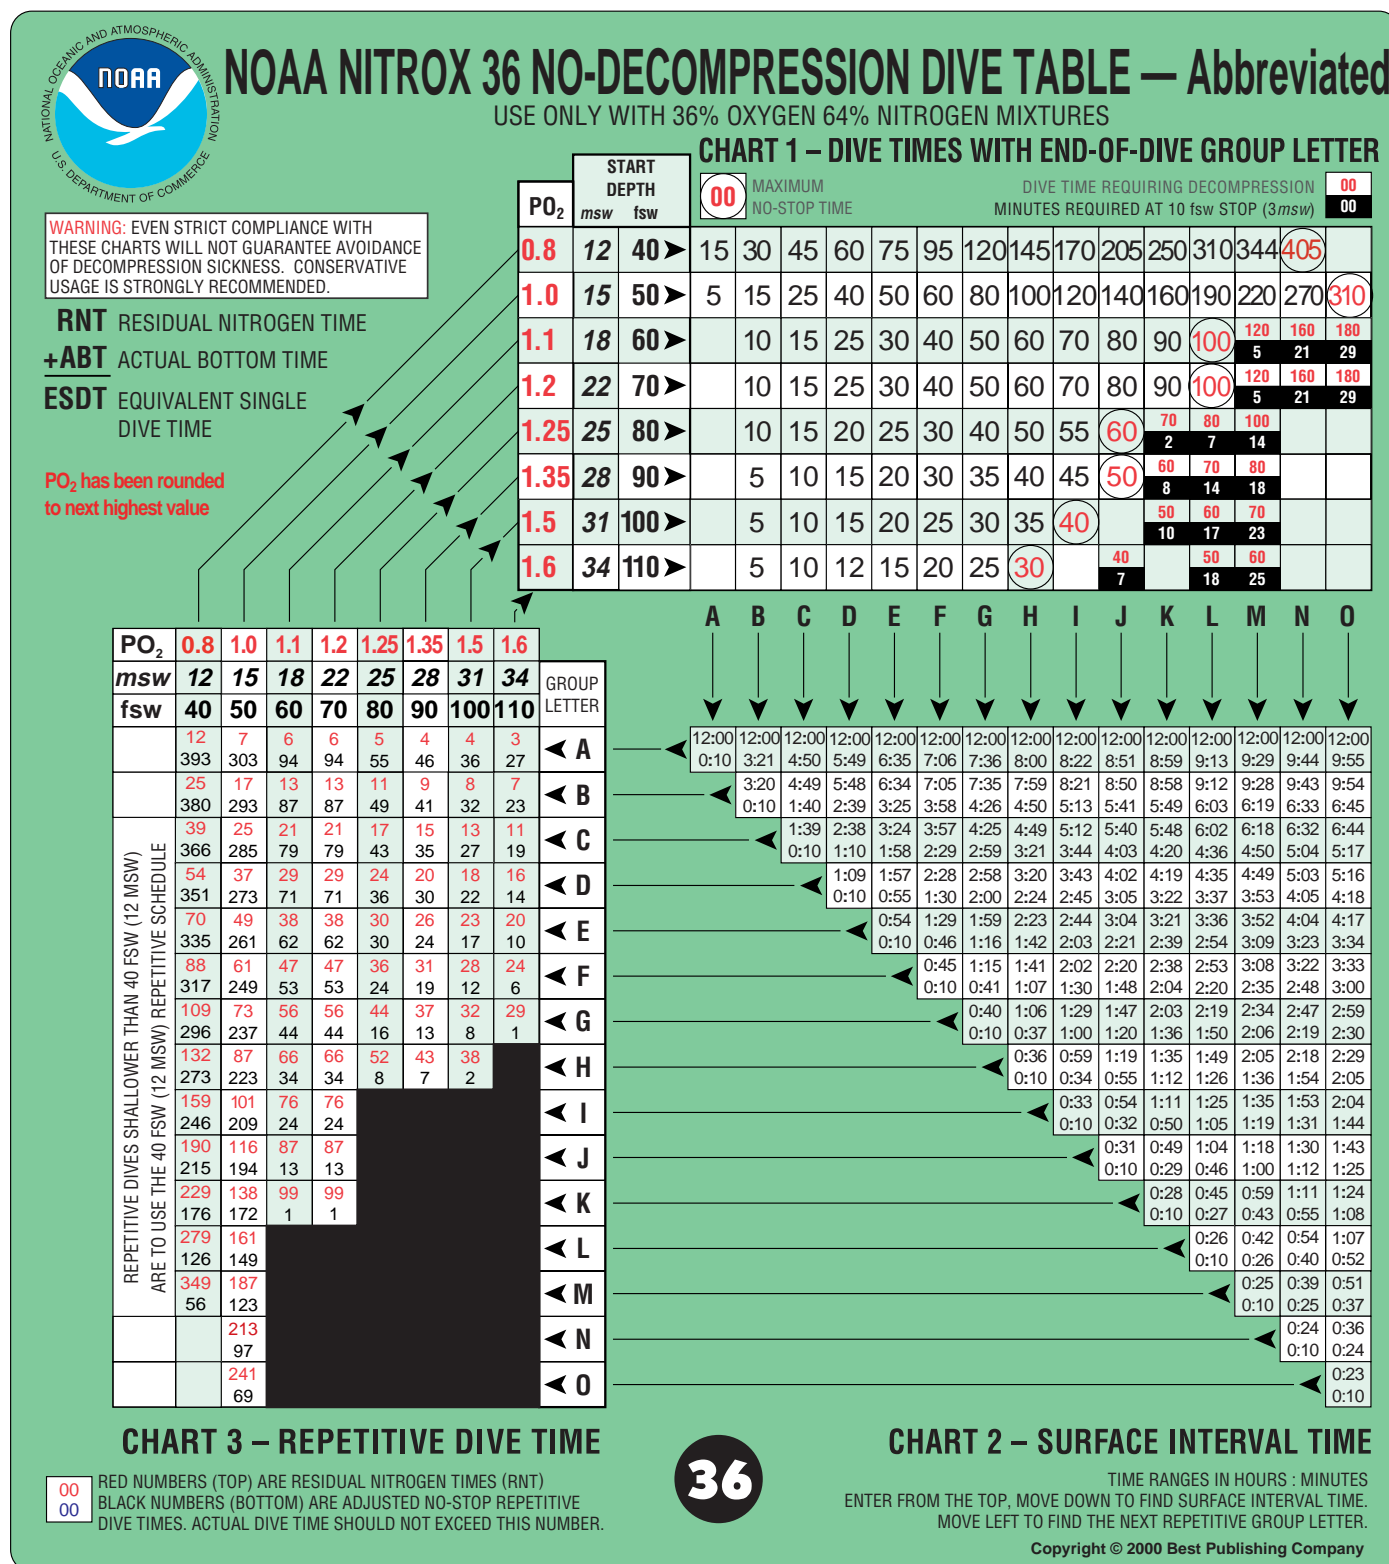 NATIONAL OCEANIC AND ATMOSPHERIC ADMINISTRATION
U.S. DEPARTMENT OF COMMERCE
NOAA
NOAA NITROX 36 NO-DECOMPRESSION DIVE TABLE — Abbreviated
USE ONLY WITH 36% OXYGEN 64% NITROGEN MIXTURES
CHART 1 – DIVE TIMES WITH END-OF-DIVE GROUP LETTER
00 MAXIMUM NO-STOP TIME
DIVE TIME REQUIRING DECOMPRESSION 00
MINUTES REQUIRED AT 10 fsw STOP (3msw) 00
WARNING: EVEN STRICT COMPLIANCE WITH
THESE CHARTS WILL NOT GUARANTEE AVOIDANCE
OF DECOMPRESSION SICKNESS. CONSERVATIVE
USAGE IS STRONGLY RECOMMENDED.
RNT RESIDUAL NITROGEN TIME
+ABT ACTUAL BOTTOM TIME
ESDT EQUIVALENT SINGLE
DIVE TIME
PO2 has been rounded
to next highest value
START
DEPTH
PO2 msw fsw
0.8 12 40 15 30 45 60 75 95 120 145 170 205 250 310 344 405
1.0 15 50 5 15 25 40 50 60 80 100 120 140 160 190 220 270 310
1.1 18 60 10 15 25 30 40 50 60 70 80 90 100 120 160 180
5 21 29
1.2 22 70 10 15 25 30 40 50 60 70 80 90 100 120 160 180
5 21 29
1.25 25 80 10 15 20 25 30 40 50 55 60 70 80 100
2 7 14
1.35 28 90 5 10 15 20 30 35 40 45 50 60 70 80
8 14 18
1.5 31 100 5 10 15 20 25 30 35 40 50 60 70
10 17 23
1.6 34 110 5 10 12 15 20 25 30 40 50 60
7 18 25
A B C D E F G H I J K L M N O
PO2 0.8 1.0 1.1 1.2 1.25 1.35 1.5 1.6
msw 12 15 18 22 25 28 31 34
fsw 40 50 60 70 80 90 100 110
GROUP
LETTER
12 7 6 6 5 4 4 3
393 303 94 94 55 46 36 27
A
12:00 12:00 12:00 12:00 12:00 12:00 12:00 12:00 12:00 12:00 12:00 12:00 12:00 12:00 12:00
0:10 3:21 4:50 5:49 6:35 7:06 7:36 8:00 8:22 8:51 8:59 9:13 9:29 9:44 9:55
25 17 13 13 11 9 8 7
380 293 87 87 49 41 32 23
B
3:20 4:49 5:48 6:34 7:05 7:35 7:59 8:21 8:50 8:58 9:12 9:28 9:43 9:54
0:10 1:40 2:39 3:25 3:58 4:26 4:50 5:13 5:41 5:49 6:03 6:19 6:33 6:45
REPETITIVE DIVES SHALLOWER THAN 40 FSW (12 MSW)
ARE TO USE THE 40 FSW (12 MSW) REPETITIVE SCHEDULE
39 25 21 21 17 15 13 11
366 285 79 79 43 35 27 19
C
1:39 2:38 3:24 3:57 4:25 4:49 5:12 5:40 5:48 6:02 6:18 6:32 6:44
0:10 1:10 1:58 2:29 2:59 3:21 3:44 4:03 4:20 4:36 4:50 5:04 5:17
54 37 29 29 24 20 18 16
351 273 71 71 36 30 22 14
D
1:09 1:57 2:28 2:58 3:20 3:43 4:02 4:19 4:35 4:49 5:03 5:16
0:10 0:55 1:30 2:00 2:24 2:45 3:05 3:22 3:37 3:53 4:05 4:18
70 49 38 38 30 26 23 20
335 261 62 62 30 24 17 10
E
0:54 1:29 1:59 2:23 2:44 3:04 3:21 3:36 3:52 4:04 4:17
0:10 0:46 1:16 1:42 2:03 2:21 2:39 2:54 3:09 3:23 3:34
88 61 47 47 36 31 28 24
317 249 53 53 24 19 12 6
F
0:45 1:15 1:41 2:02 2:20 2:38 2:53 3:08 3:22 3:33
0:10 0:41 1:07 1:30 1:48 2:04 2:20 2:35 2:48 3:00
109 73 56 56 44 37 32 29
296 237 44 44 16 13 8 1
G
0:40 1:06 1:29 1:47 2:03 2:19 2:34 2:47 2:59
0:10 0:37 1:00 1:20 1:36 1:50 2:06 2:19 2:30
132 87 66 66 52 43 38
273 223 34 34 8 7 2
H
0:36 0:59 1:19 1:35 1:49 2:05 2:18 2:29
0:10 0:34 0:55 1:12 1:26 1:36 1:54 2:05
159 101 76 76
246 209 24 24
I
0:33 0:54 1:11 1:25 1:35 1:53 2:04
0:10 0:32 0:50 1:05 1:19 1:31 1:44
190 116 87 87
215 194 13 13
J
0:31 0:49 1:04 1:18 1:30 1:43
0:10 0:29 0:46 1:00 1:12 1:25
229 138 99 99
176 172 1 1
K
0:28 0:45 0:59 1:11 1:24
0:10 0:27 0:43 0:55 1:08
279 161
126 149
L
0:26 0:42 0:54 1:07
0:10 0:26 0:40 0:52
349 187
56 123
M
0:25 0:39 0:51
0:10 0:25 0:37
213
97
N
0:24 0:36
0:10 0:24
241
69
O
0:23
0:10
CHART 3 – REPETITIVE DIVE TIME
00
00
RED NUMBERS (TOP) ARE RESIDUAL NITROGEN TIMES (RNT)
BLACK NUMBERS (BOTTOM) ARE ADJUSTED NO-STOP REPETITIVE
DIVE TIMES. ACTUAL DIVE TIME SHOULD NOT EXCEED THIS NUMBER.
36
CHART 2 – SURFACE INTERVAL TIME
TIME RANGES IN HOURS : MINUTES
ENTER FROM THE TOP, MOVE DOWN TO FIND SURFACE INTERVAL TIME.
MOVE LEFT TO FIND THE NEXT REPETITIVE GROUP LETTER.
Copyright © 2000 Best Publishing Company